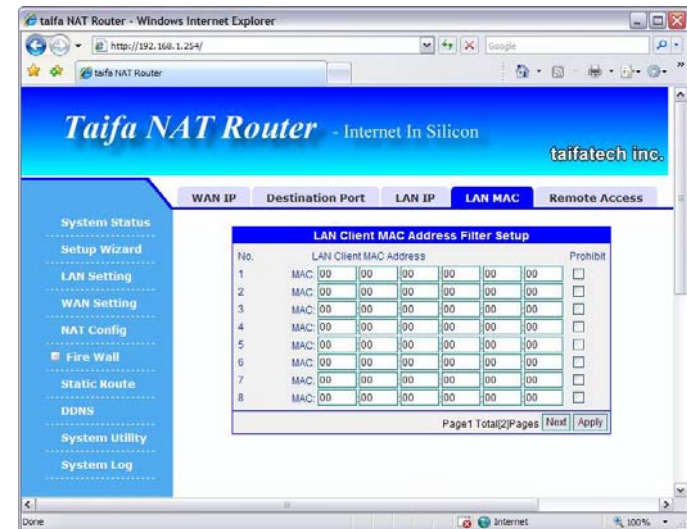 taifa NAT Router - Windows Internet Explorer
http://192.168.1.254/
Google
taifa NAT Router
Taifa NAT Router - Internet In Silicon
taifatech inc.
WAN IP Destination Port LAN IP LAN MAC Remote Access
System Status
Setup Wizard
LAN Setting
WAN Setting
NAT Config
Fire Wall
Static Route
DDNS
System Utility
System Log
LAN Client MAC Address Filter Setup
No. LAN Client MAC Address Prohibit
1 MAC: 00 :00 :00 :00 :00 :00
2 MAC: 00 :00 :00 :00 :00 :00
3 MAC: 00 :00 :00 :00 :00 :00
4 MAC: 00 :00 :00 :00 :00 :00
5 MAC: 00 :00 :00 :00 :00 :00
6 MAC: 00 :00 :00 :00 :00 :00
7 MAC: 00 :00 :00 :00 :00 :00
8 MAC: 00 :00 :00 :00 :00 :00
Page1 Total[2]Pages Next Apply
Done Internet 100%